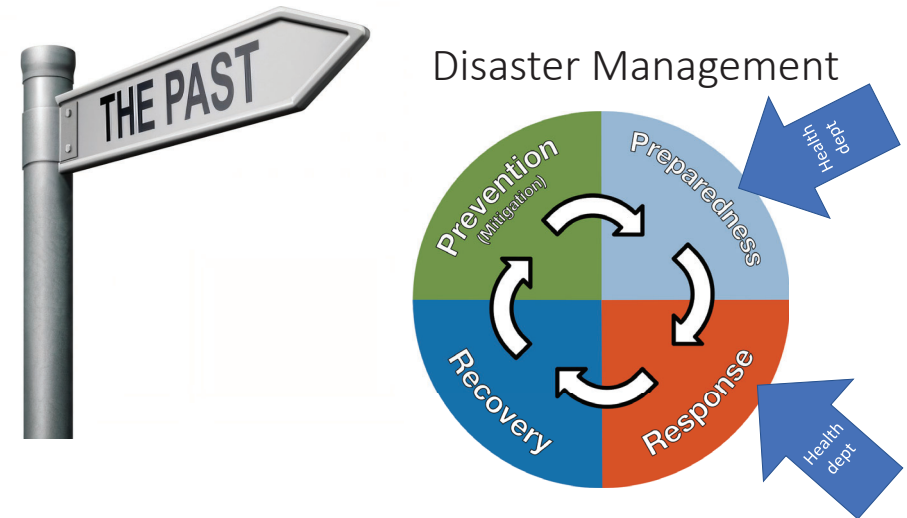 THE PAST
Disaster Management
Prevention
(Mitigation)
Preparedness
Health
dept
Recovery
Response
Health
dept